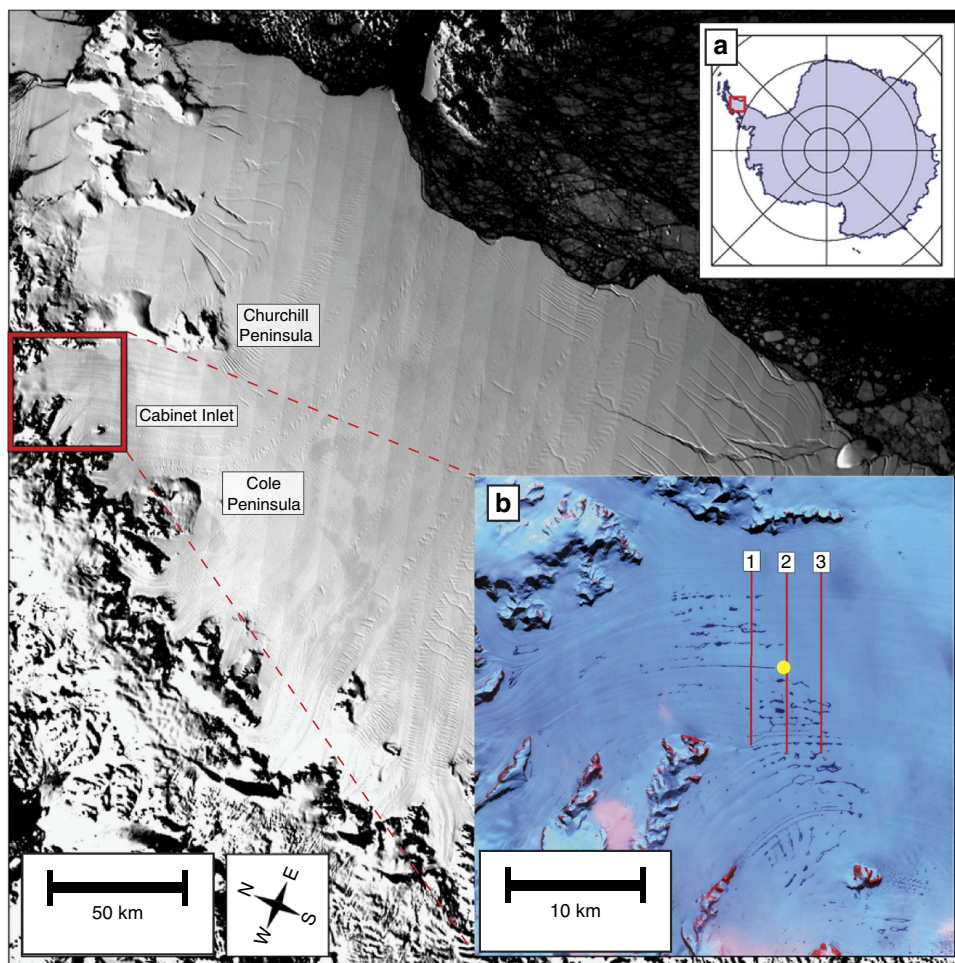 a
Churchill
Peninsula
Cabinet Inlet
Cole
Peninsula
b
1 2 3
50 km
N E
W S
10 km